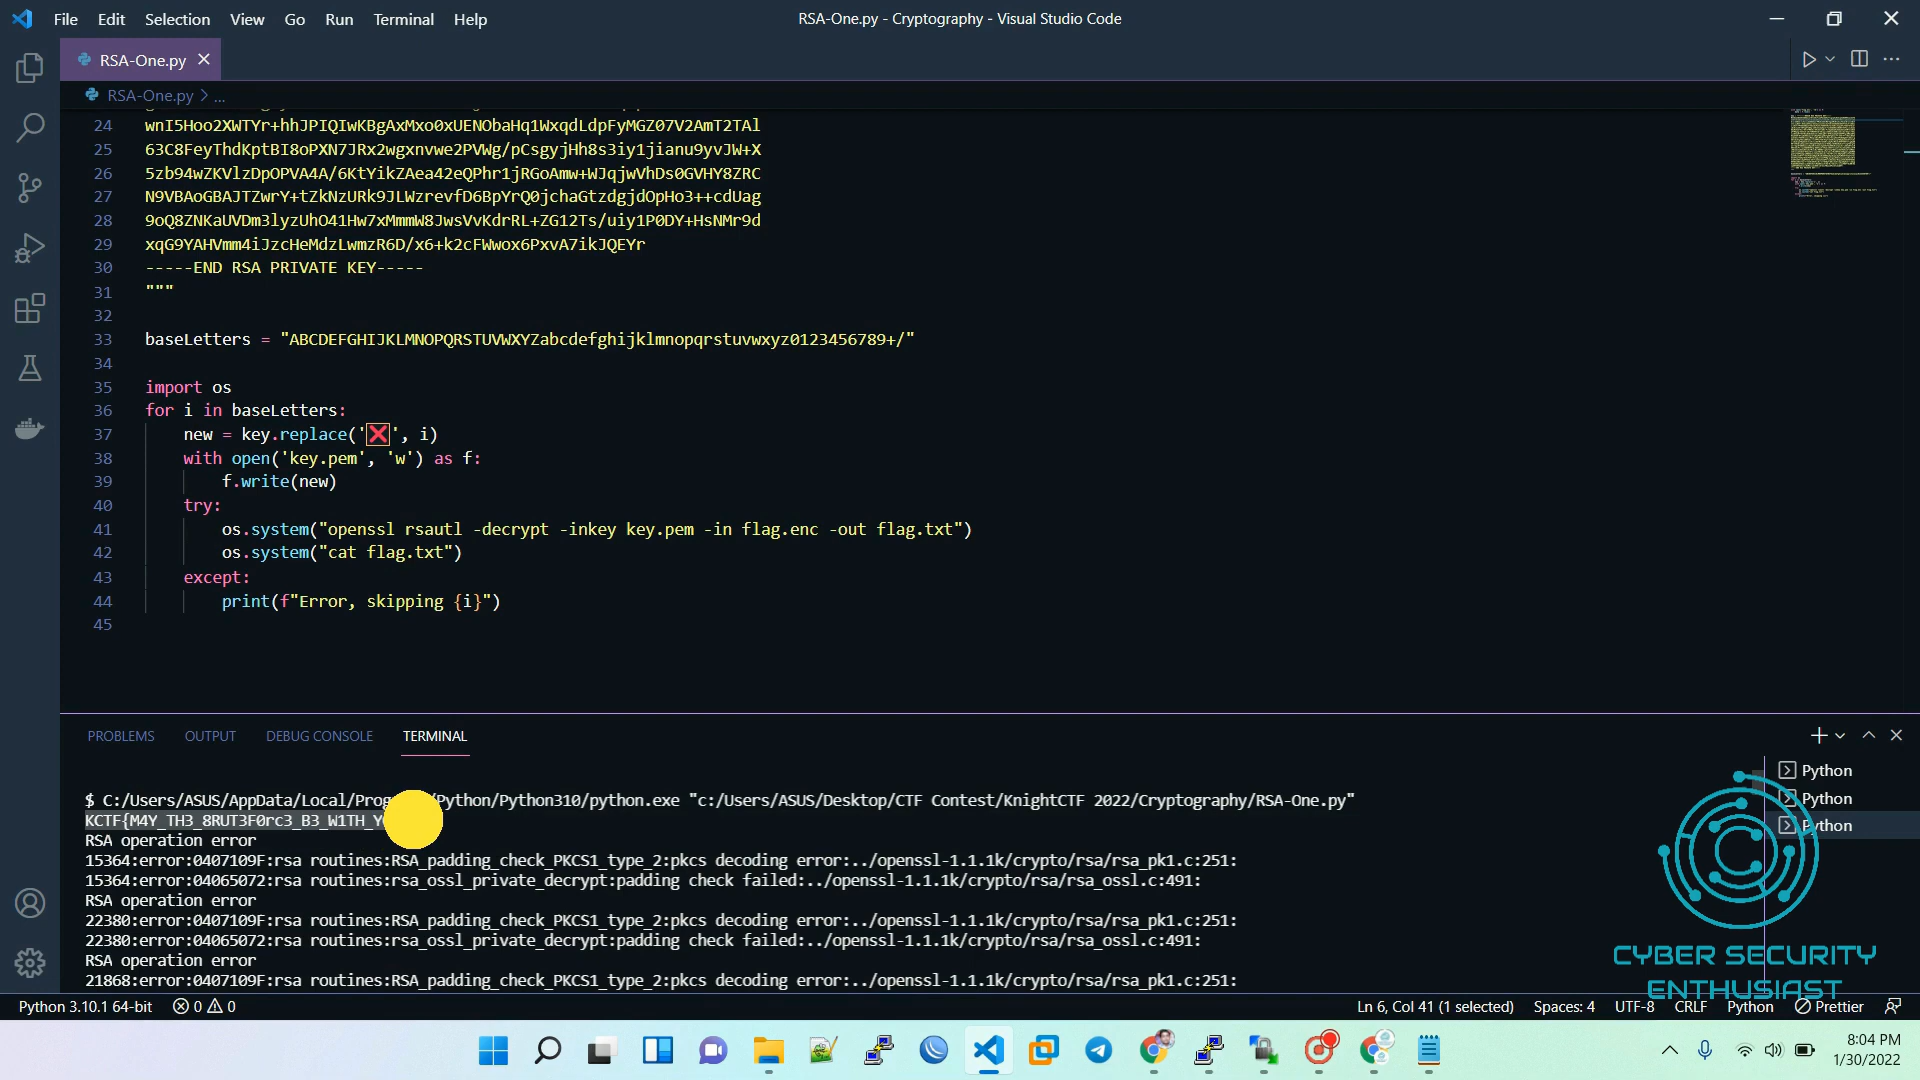 File Edit Selection View Go Run Terminal Help
RSA-One.py - Cryptography - Visual Studio Code
RSA-One.py
RSA-One.py > ...
24 wnI5Hoo2XWTYr+hhJPIQIwKBgAxMxo0xUENObaHq1WxqdLdpFyMGZ07V2AmT2TAl
25 63C8FeyThdKptBI8oPXN7JRx2wgxnvwe2PVWg/pCsgyjHh8s3iy1jianu9yvJW+X
26 5zb94wZKVlzDpOPVA4A/6KtYikZAea42eQPhr1jRGoAmw+WJqjwVhDs0GVHY8ZRC
27 N9VBAoGBAJTZwrY+tZkNzURk9JLWzrevfD6BpYrQ0jchaGtzdgjdOpHo3++cdUag
28 9oQ8ZNKaUVDm3lyzUhO41Hw7xMmmW8JwsVvKdrRL+ZG12Ts/uiy1P0DY+HsNMr9d
29 xqG9YAHVmm4iJzcHeMdzLwmzR6D/x6+k2cFWwox6PxvA7ikJQEYr
30 -----END RSA PRIVATE KEY-----
31 """
32
33 baseLetters = "ABCDEFGHIJKLMNOPQRSTUVWXYZabcdefghijklmnopqrstuvwxyz0123456789+/"
34
35 import os
36 for i in baseLetters:
37 new = key.replace('❌', i)
38 with open('key.pem', 'w') as f:
39 f.write(new)
40 try:
41 os.system("openssl rsautl -decrypt -inkey key.pem -in flag.enc -out flag.txt")
42 os.system("cat flag.txt")
43 except:
44 print(f"Error, skipping {i}")
45
PROBLEMS OUTPUT DEBUG CONSOLE TERMINAL
$ C:/Users/ASUS/AppData/Local/Prog /Python/Python310/python.exe "c:/Users/ASUS/Desktop/CTF Contest/KnightCTF 2022/Cryptography/RSA-One.py"
KCTF{M4Y_TH3_8RUT3F0rc3_B3_W1TH_Y
RSA operation error
15364:error:0407109F:rsa routines:RSA_padding_check_PKCS1_type_2:pkcs decoding error:../openssl-1.1.1k/crypto/rsa/rsa_pk1.c:251:
15364:error:04065072:rsa routines:rsa_ossl_private_decrypt:padding check failed:../openssl-1.1.1k/crypto/rsa/rsa_ossl.c:491:
RSA operation error
22380:error:0407109F:rsa routines:RSA_padding_check_PKCS1_type_2:pkcs decoding error:../openssl-1.1.1k/crypto/rsa/rsa_pk1.c:251:
22380:error:04065072:rsa routines:rsa_ossl_private_decrypt:padding check failed:../openssl-1.1.1k/crypto/rsa/rsa_ossl.c:491:
RSA operation error
21868:error:0407109F:rsa routines:RSA_padding_check_PKCS1_type_2:pkcs decoding error:../openssl-1.1.1k/crypto/rsa/rsa_pk1.c:251:
Python
Python
Python
CYBER SECURITY
ENTHUSIAST
Python 3.10.1 64-bit 0 0
Ln 6, Col 41 (1 selected) Spaces: 4 UTF-8 CRLF Python Prettier
8:04 PM
1/30/2022